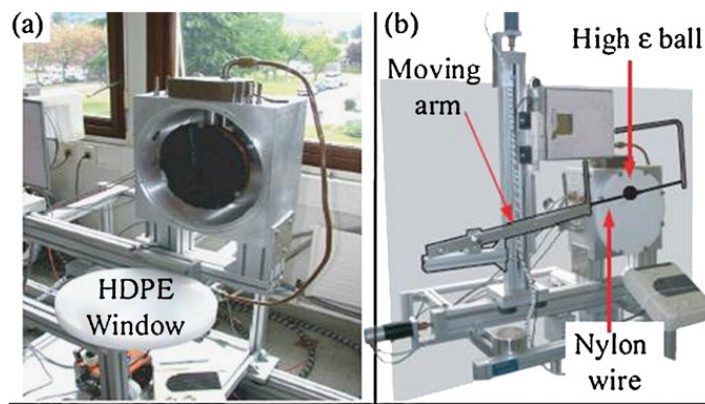 (a)
HDPE
Window
(b)
High ε ball
Moving
arm
Nylon
wire